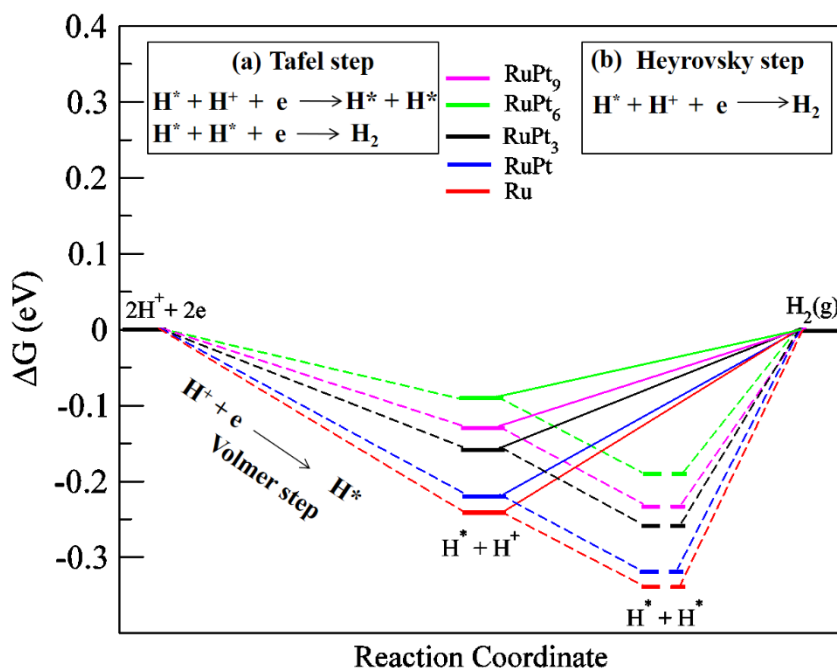 0.4
0.3
0.2
0.1
0
-0.1
-0.2
-0.3
ΔG (eV)
(a) Tafel step
H* + H⁺ + e ⟶ H* + H*
H* + H* + e ⟶ H₂
RuPt₉
RuPt₆
RuPt₃
RuPt
Ru
(b) Heyrovsky step
H* + H⁺ + e ⟶ H₂
2H⁺ + 2e
H₂(g)
H⁺ + e ⟶ H*
Volmer step
H* + H⁺
H* + H*
Reaction Coordinate